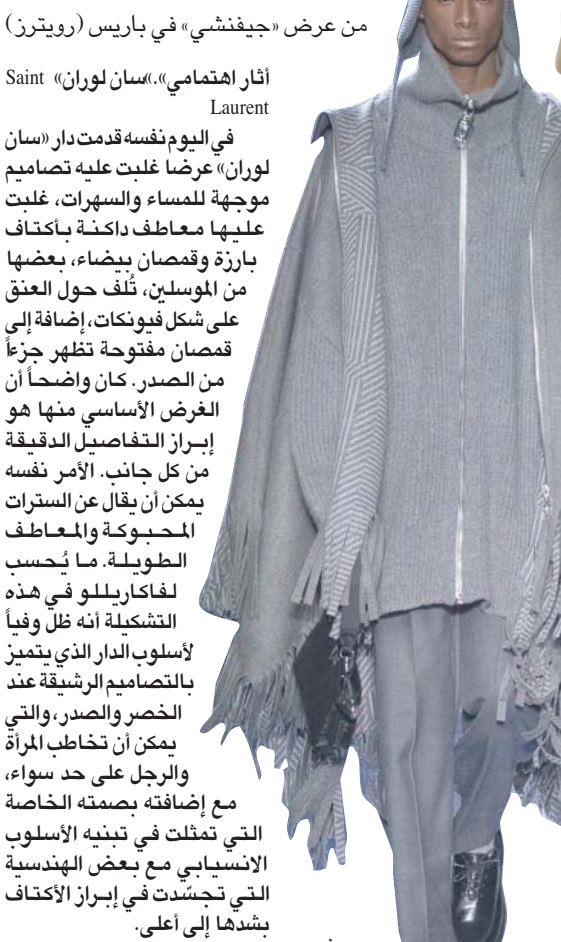 من عرض «جيفنشي» في باريس (رويترز)
أثار اهتمامي».»سان لوران» Saint
Laurent
في اليوم نفسه قدمت دار «سان
لوران» عرضا غلبت عليه تصاميم
موجهة للمساء والسهرات، غلبت
عليها معاطف داكنة بأكتاف
بارزة وقمصان بيضاء، بعضها
من الموسلين، تُلف حول العنق
على شكل فيونكات، إضافة إلى
قمصان مفتوحة تظهر جزءاً
من الصدر. كان واضحاً أن
الغرض الأساسي منها هو
إبراز التفاصيل الدقيقة
من كل جانب. الأمر نفسه
يمكن أن يقال عن السترات
المحبوكة والمعاطف
الطويلة. ما يُحسب
لفاكاريللو في هذه
التشكيلة أنه ظل وفياً
لأسلوب الدار الذي يتميز
بالتصاميم الرشيقة عند
الخصر والصدر، والتي
يمكن أن تخاطب المرأة
والرجل على حد سواء،
مع إضافته بصمته الخاصة
التي تمثلت في تبنيه الأسلوب
الانسيابي مع بعض الهندسية
التي تجسّدت في إبراز الأكتاف
بشدها إلى أعلى.